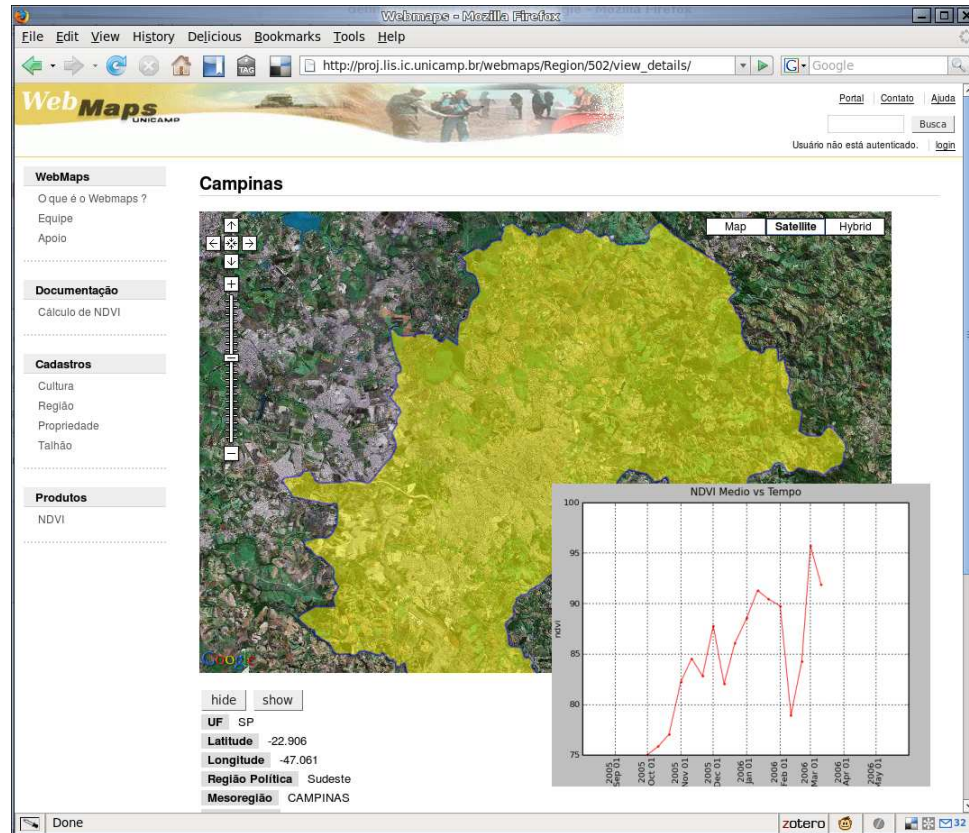 Webmaps - Mozilla Firefox
File Edit View History Delicious Bookmarks Tools Help
TAG http://proj.lis.ic.unicamp.br/webmaps/Region/502/view_details/ G Google
Web Maps
UNICAMP
Portal Contato Ajuda
Busca
Usuário não está autenticado. login
WebMaps
O que é o Webmaps ?
Equipe
Apoio
Documentação
Cálculo de NDVI
Cadastros
Cultura
Região
Propriedade
Talhão
Produtos
NDVI
Campinas
Map Satellite Hybrid
Google
NDVI Medio vs Tempo
100
95
90
85
80
75
ndvi
2005 Sep 01
2005 Oct 01
2005 Nov 01
2005 Dec 01
2006 Jan 01
2006 Feb 01
2006 Mar 01
2006 Apr 01
2006 May 01
hide show
UF SP
Latitude -22.906
Longitude -47.061
Região Política Sudeste
Mesoregião CAMPINAS
Done zotero 32